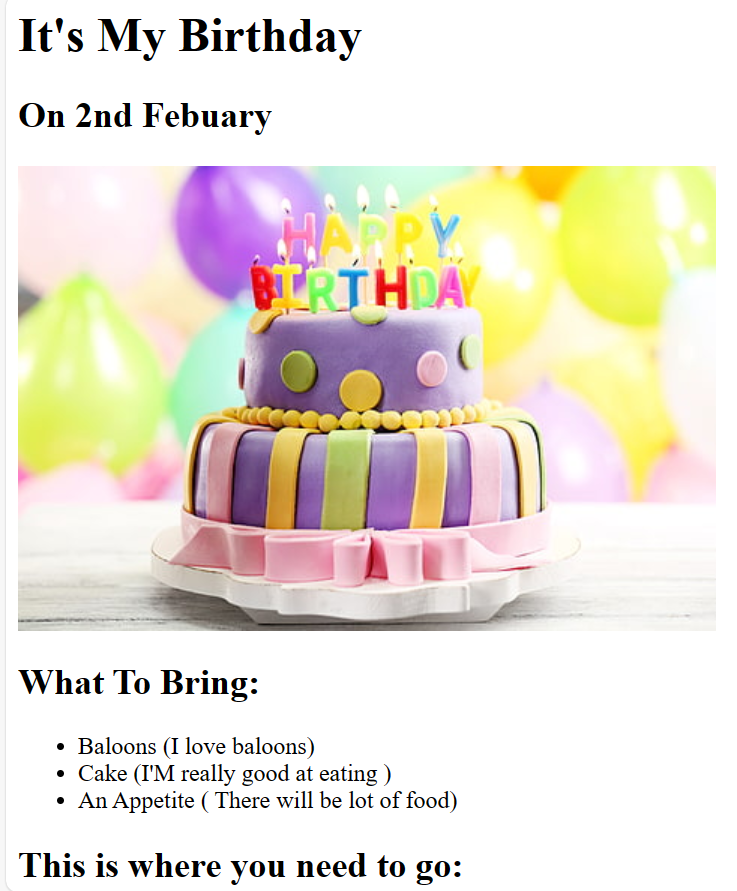 It's My Birthday
On 2nd Febuary
HAPPY
BIRTHDAY
What To Bring:
• Baloons (I love baloons)
• Cake (I'M really good at eating )
• An Appetite ( There will be lot of food)
This is where you need to go: